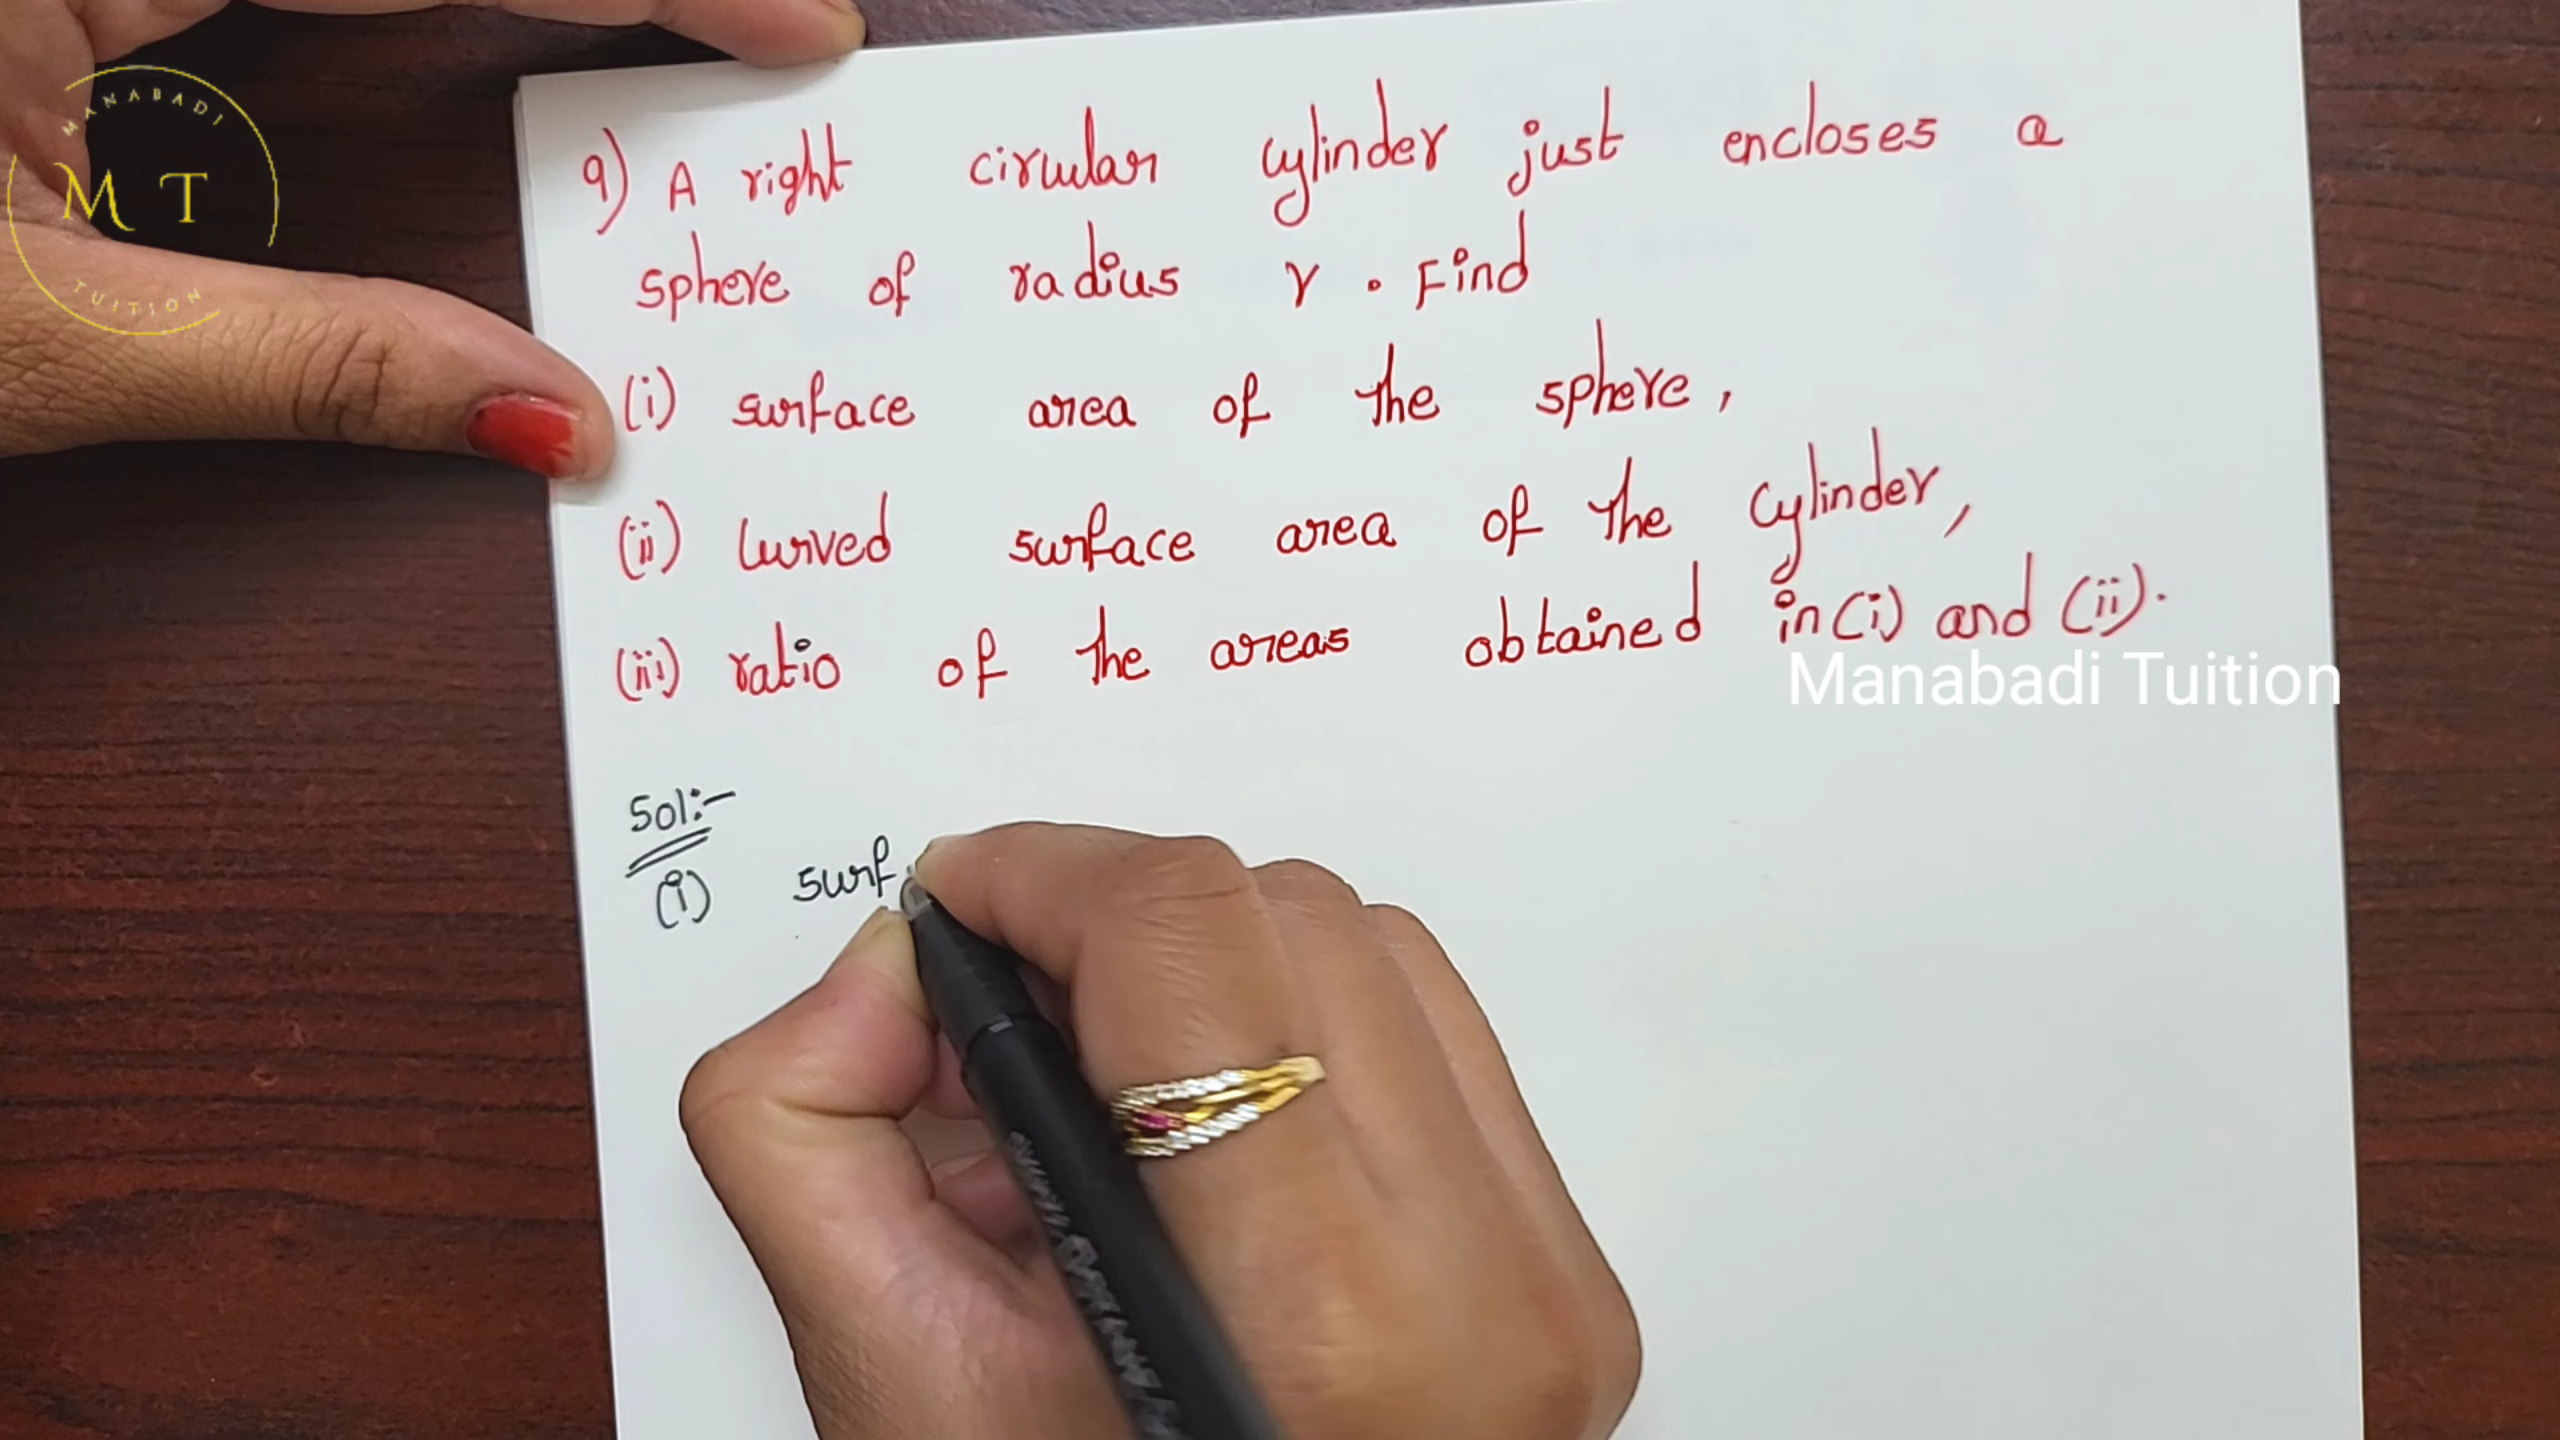 MANABADI
M T
TUITION
9) A right circular cylinder just encloses a
sphere of radius r . Find
(i) surface area of the sphere,
(ii) Curved surface area of the cylinder,
(iii) ratio of the areas obtained in (i) and (ii).
Manabadi Tuition
Sol:-
(i) surf